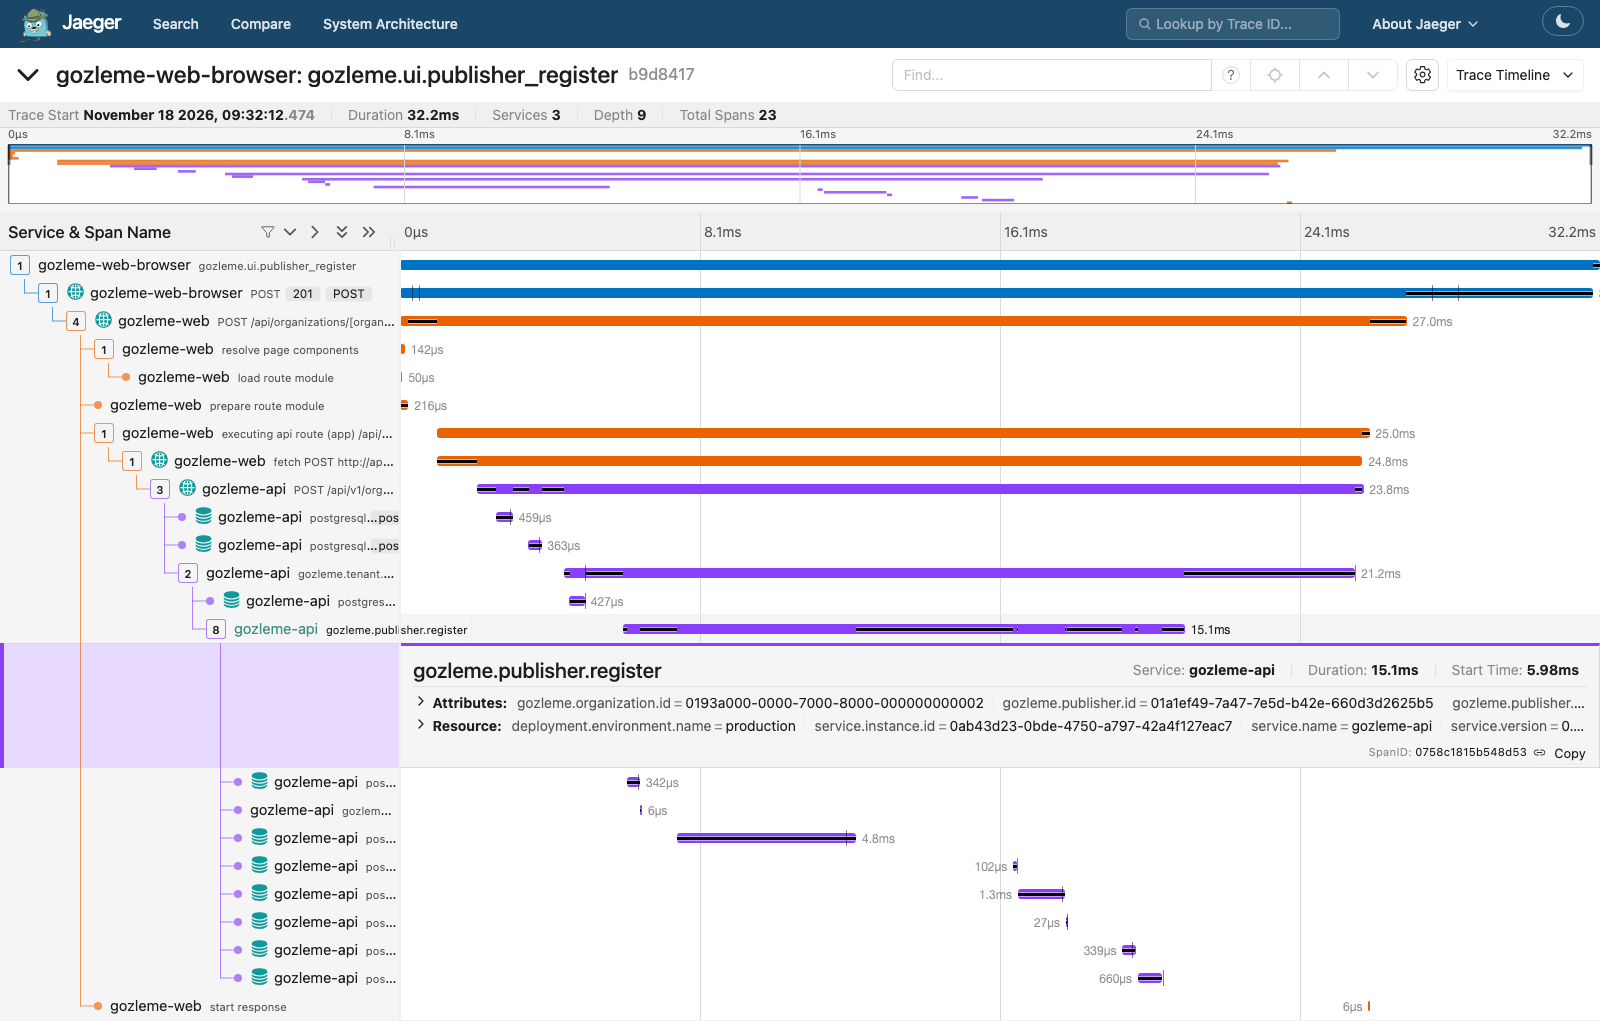 Jaeger Search Compare System Architecture Lookup by Trace ID... About Jaeger
gozleme-web-browser: gozleme.ui.publisher_register b9d8417 Find... ? Trace Timeline
Trace Start November 18 2026, 09:32:12.474 Duration 32.2ms Services 3 Depth 9 Total Spans 23
0μs 8.1ms 16.1ms 24.1ms 32.2ms
Service & Span Name 0μs 8.1ms 16.1ms 24.1ms 32.2ms
1 gozleme-web-browser gozleme.ui.publisher_register
1 gozleme-web-browser POST 201 POST
4 gozleme-web POST /api/organizations/[organ... 27.0ms
1 gozleme-web resolve page components 142μs
gozleme-web load route module 50μs
gozleme-web prepare route module 216μs
1 gozleme-web executing api route (app) /api/... 25.0ms
1 gozleme-web fetch POST http://ap... 24.8ms
3 gozleme-api POST /api/v1/org... 23.8ms
gozleme-api postgresql...pos 459μs
gozleme-api postgresql...pos 363μs
2 gozleme-api gozleme.tenant.... 21.2ms
gozleme-api postgres... 427μs
8 gozleme-api gozleme.publisher.register 15.1ms
gozleme.publisher.register Service: gozleme-api Duration: 15.1ms Start Time: 5.98ms
Attributes: gozleme.organization.id = 0193a000-0000-7000-8000-000000000002 gozleme.publisher.id = 01a1ef49-7a47-7e5d-b42e-660d3d2625b5 gozleme.publisher....
Resource: deployment.environment.name = production service.instance.id = 0ab43d23-0bde-4750-a797-42a4f127eac7 service.name = gozleme-api service.version = 0....
SpanID: 0758c1815b548d53 Copy
gozleme-api pos... 342μs
gozleme-api gozlem... 6μs
gozleme-api pos... 4.8ms
gozleme-api pos... 102μs
gozleme-api pos... 1.3ms
gozleme-api pos... 27μs
gozleme-api pos... 339μs
gozleme-api pos... 660μs
gozleme-web start response 6μs